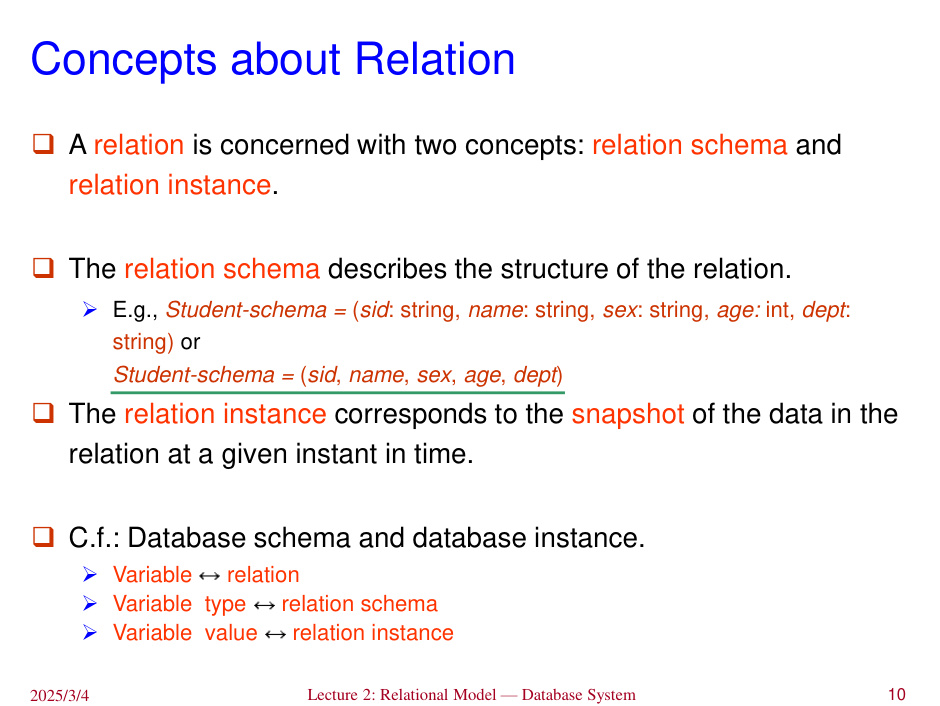 Concepts about Relation
❑ A relation is concerned with two concepts: relation schema and
relation instance.
❑ The relation schema describes the structure of the relation.
➢ E.g., Student-schema = (sid: string, name: string, sex: string, age: int, dept:
string) or
Student-schema = (sid, name, sex, age, dept)
❑ The relation instance corresponds to the snapshot of the data in the
relation at a given instant in time.
❑ C.f.: Database schema and database instance.
➢ Variable ↔ relation
➢ Variable type ↔ relation schema
➢ Variable value ↔ relation instance
2025/3/4 Lecture 2: Relational Model — Database System 10